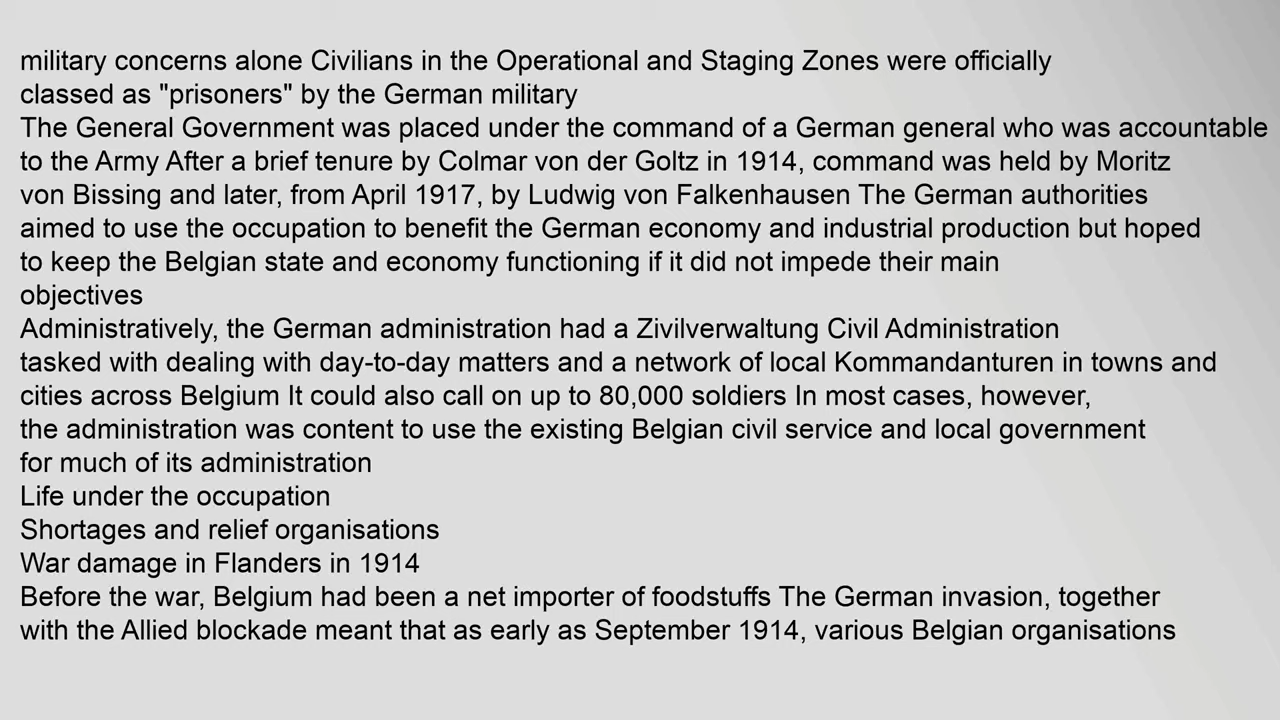 military concerns alone Civilians in the Operational and Staging Zones were officially
classed as "prisoners" by the German military
The General Government was placed under the command of a German general who was accountable
to the Army After a brief tenure by Colmar von der Goltz in 1914, command was held by Moritz
von Bissing and later, from April 1917, by Ludwig von Falkenhausen The German authorities
aimed to use the occupation to benefit the German economy and industrial production but hoped
to keep the Belgian state and economy functioning if it did not impede their main
objectives
Administratively, the German administration had a Zivilverwaltung Civil Administration
tasked with dealing with day-to-day matters and a network of local Kommandanturen in towns and
cities across Belgium It could also call on up to 80,000 soldiers In most cases, however,
the administration was content to use the existing Belgian civil service and local government
for much of its administration
Life under the occupation
Shortages and relief organisations
War damage in Flanders in 1914
Before the war, Belgium had been a net importer of foodstuffs The German invasion, together
with the Allied blockade meant that as early as September 1914, various Belgian organisations